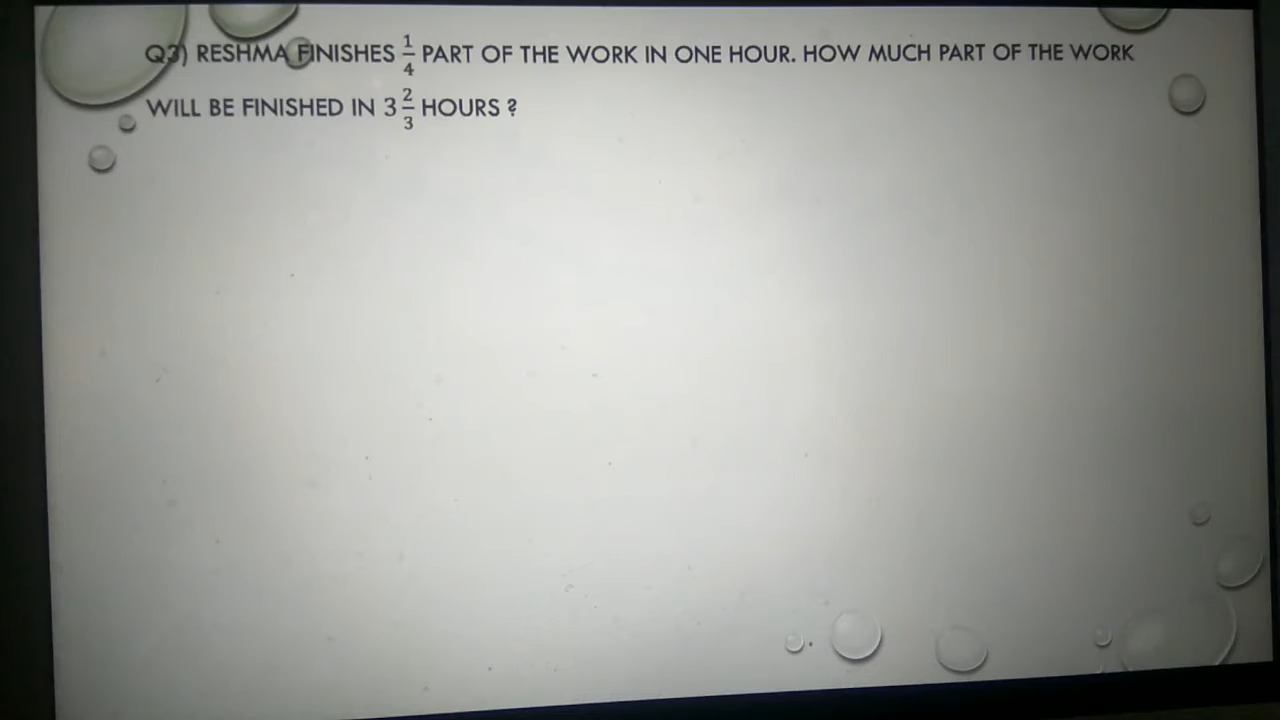 Q3) RESHMA FINISHES 1/4 PART OF THE WORK IN ONE HOUR. HOW MUCH PART OF THE WORK
WILL BE FINISHED IN 3 2/3 HOURS ?